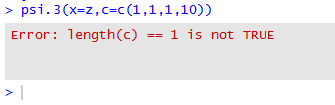 > psi.3(x=z,c=c(1,1,1,10))
Error: length(c) == 1 is not TRUE
>